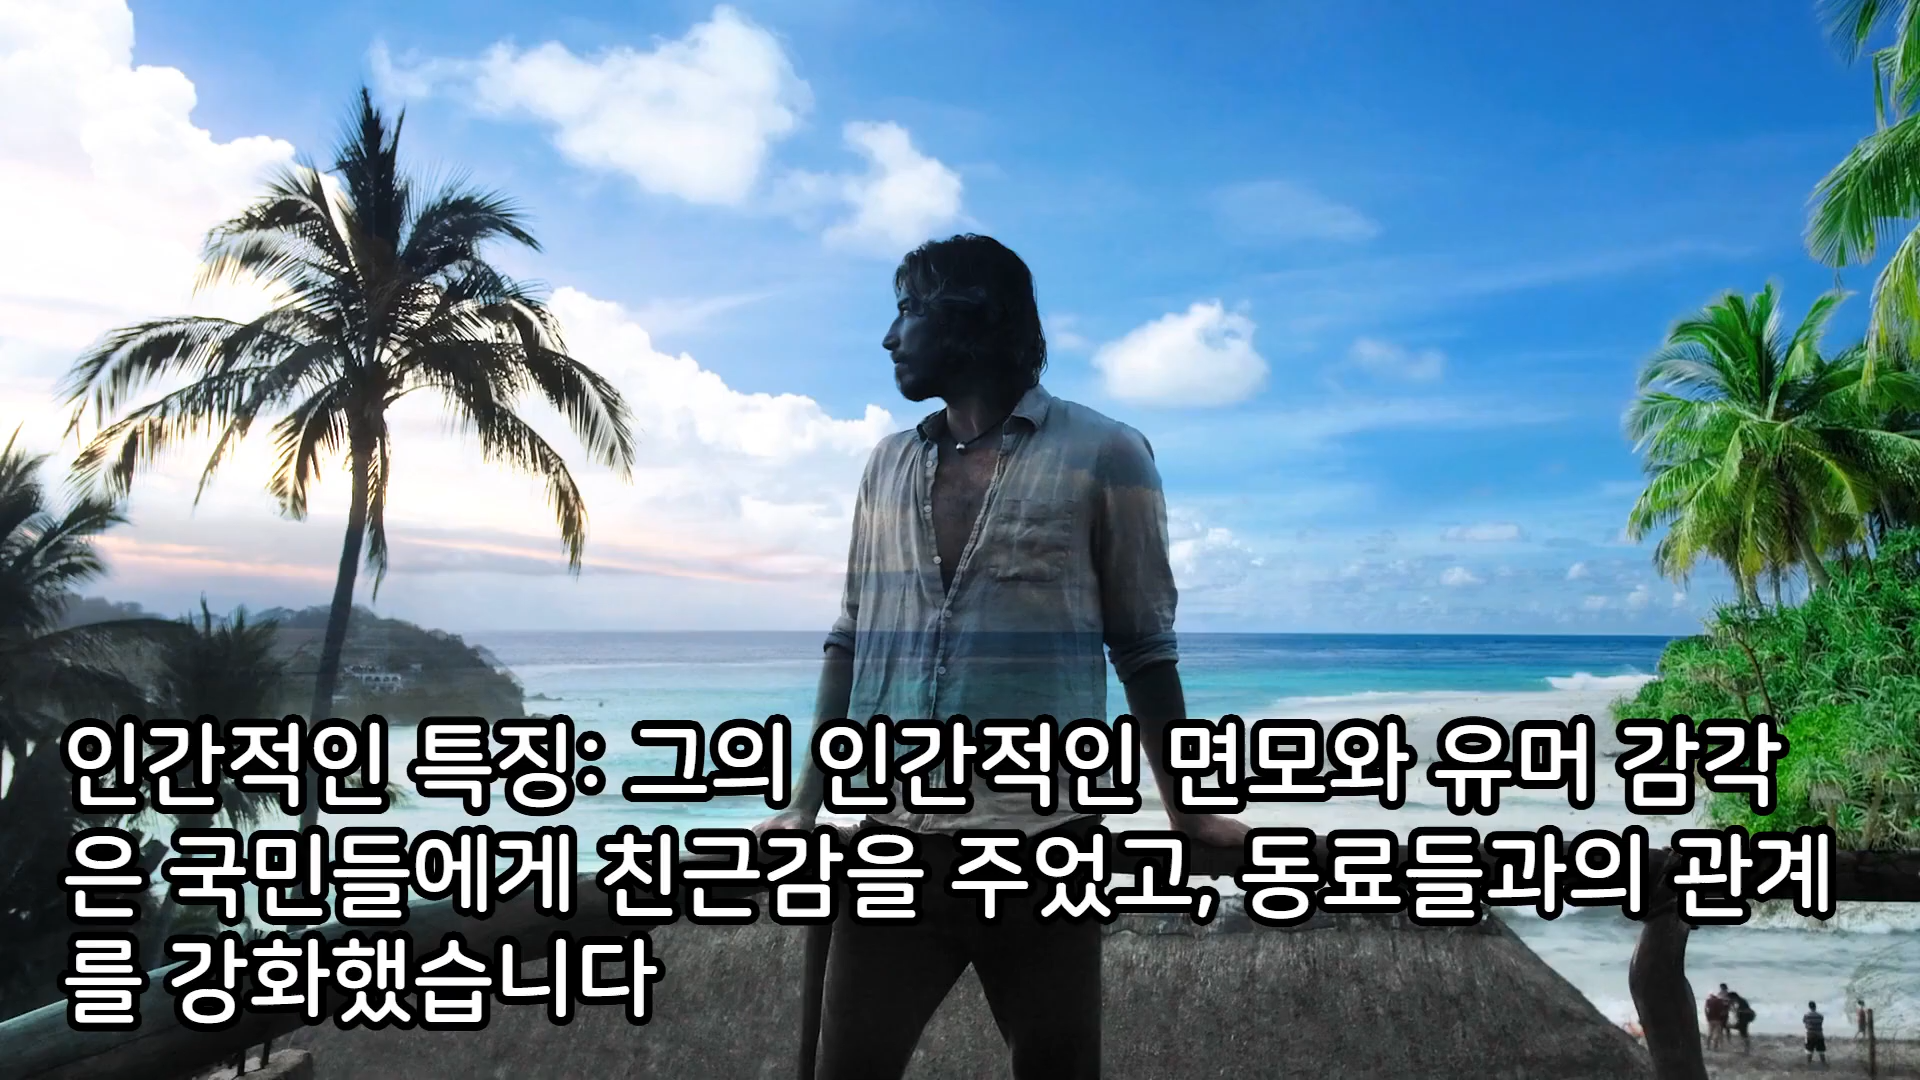 인간적인 특징: 그의 인간적인 면모와 유머 감각
은 국민들에게 친근감을 주었고, 동료들과의 관계
를 강화했습니다